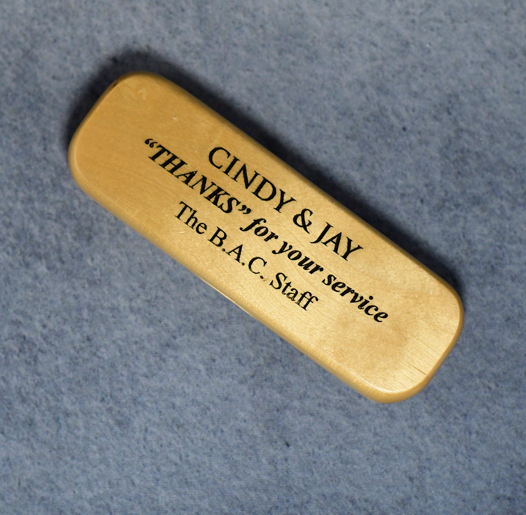 CINDY & JAY
“THANKS” for your service
The B.A.C. Staff